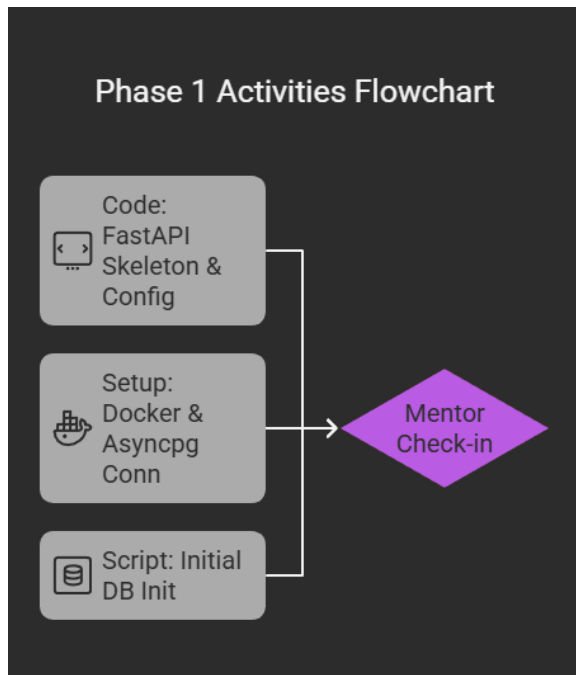 Phase 1 Activities Flowchart
Code:
FastAPI
Skeleton &
Config
Setup:
Docker &
Asyncpg
Conn
Mentor
Check-in
Script: Initial
DB Init